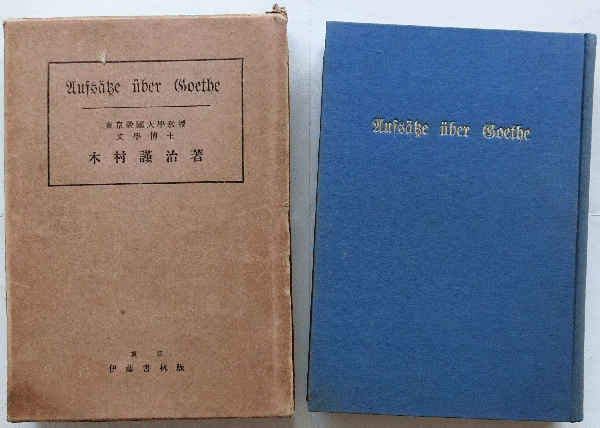 Aufsätze über Goethe
東京帝國大學教授
文學博士
木村謹治著
東京
伊藤書林版
Aufsätze über Goethe